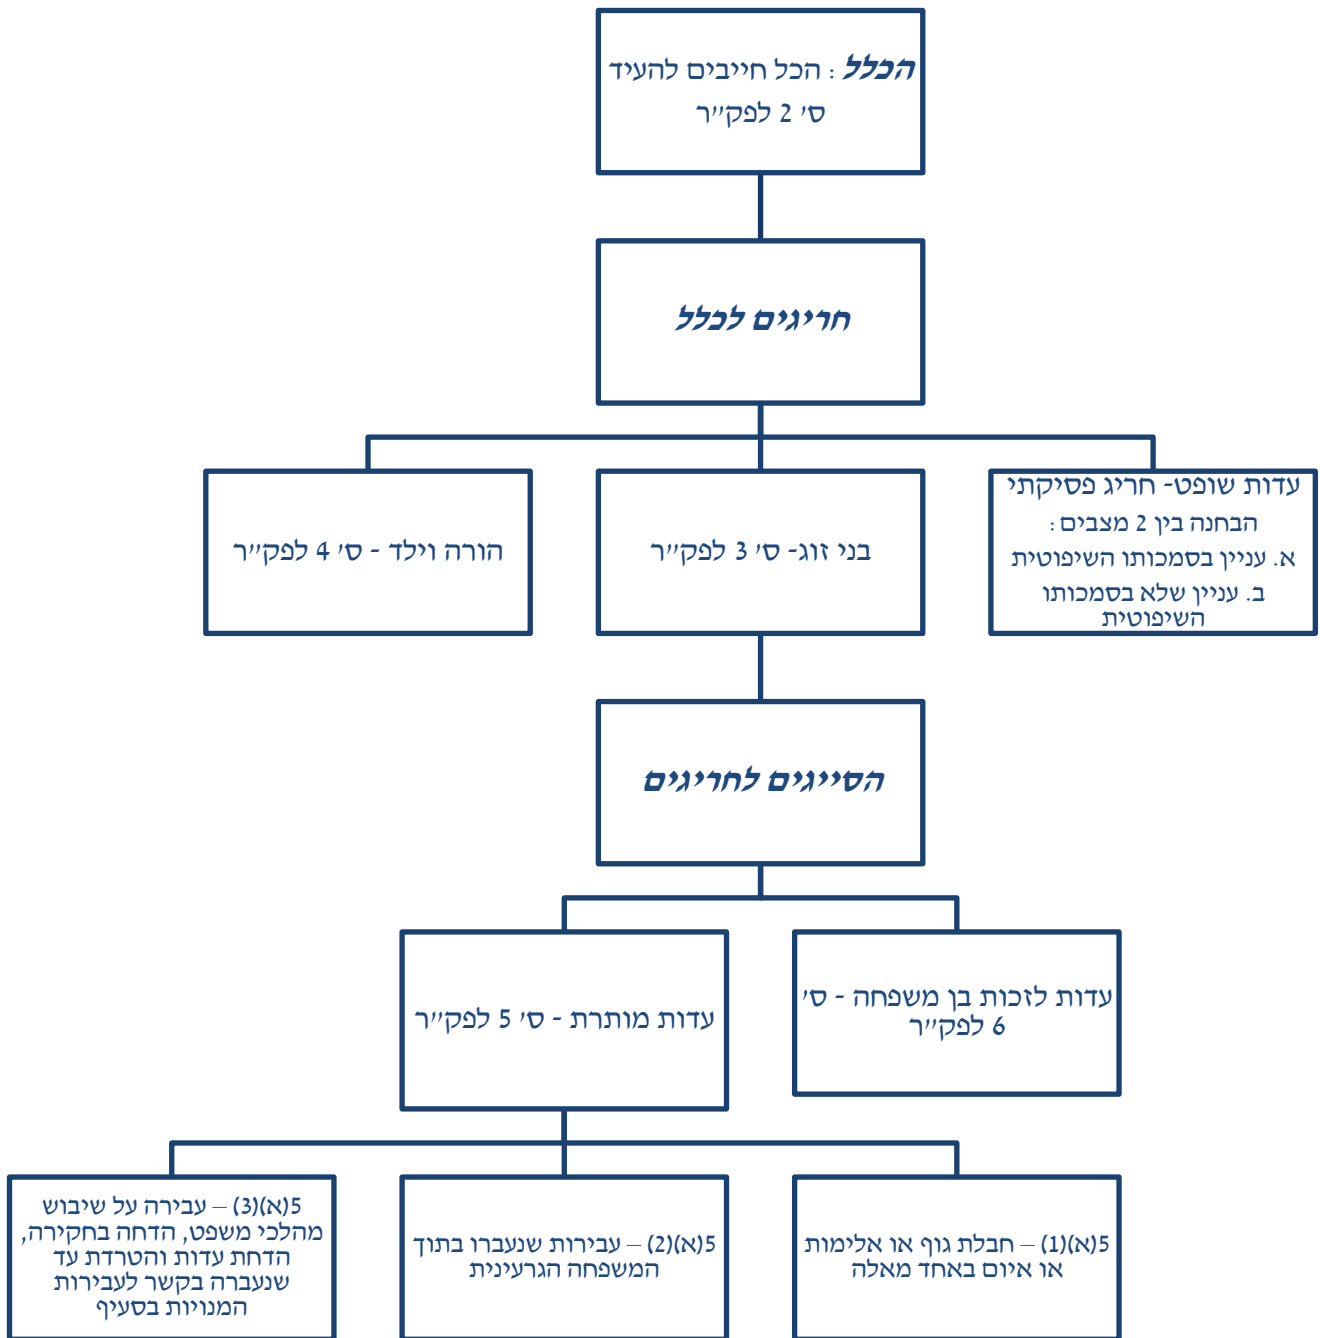 הכלל : הכל חייבים להעיד
ס' 2 לפק''ר
חריגים לכלל
עדות שופט- חריג פסיקתי
הבחנה בין 2 מצבים :
א. עניין בסמכותו השיפוטית
ב. עניין שלא בסמכותו
השיפוטית
בני זוג- ס' 3 לפק''ר
הורה וילד - ס' 4 לפק''ר
הסייגים לחריגים
עדות לזכות בן משפחה - ס'
6 לפק''ר
עדות מותרת - ס' 5 לפק''ר
5(א)(1) – חבלת גוף או אלימות
או איום באחד מאלה
5(א)(2) – עבירות שנעברו בתוך
המשפחה הגרעינית
5(א)(3) – עבירה על שיבוש
מהלכי משפט, הדחה בחקירה,
הדחת עדות והטרדת עד
שנעברה בקשר לעבירות
המנויות בסעיף